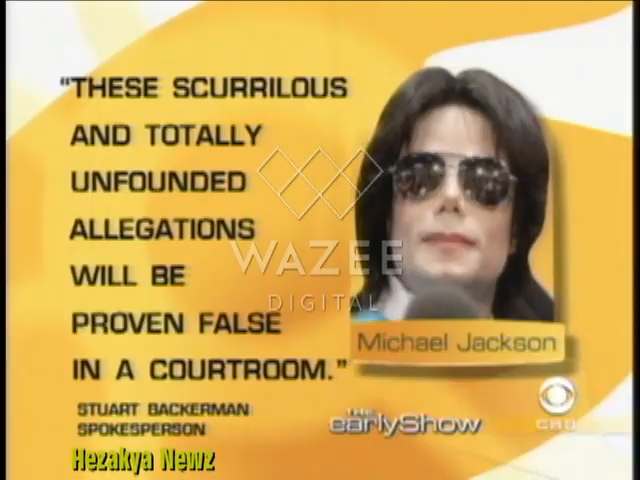 “THESE SCURRILOUS
AND TOTALLY
UNFOUNDED
ALLEGATIONS
WILL BE
PROVEN FALSE
IN A COURTROOM.”
STUART BACKERMAN
SPOKESPERSON
Hezakya Newz
WAZEE
DIGITAL
Michael Jackson
THE
earlyShow
CBS